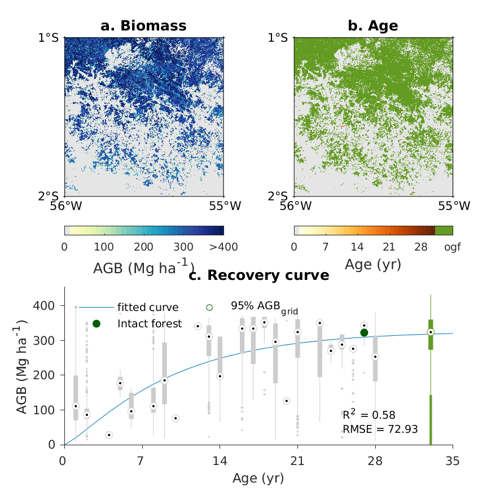 a. Biomass
b. Age
1°S
1°S
2°S
2°S
56°W
55°W
56°W
55°W
0 100 200 300 >400
0 7 14 21 28 ogf
AGB (Mg ha⁻¹)
Age (yr)
c. Recovery curve
fitted curve
95% AGB_grid
Intact forest
400
300
200
100
0
AGB (Mg ha⁻¹)
R² = 0.58
RMSE = 72.93
0 7 14 21 28 35
Age (yr)